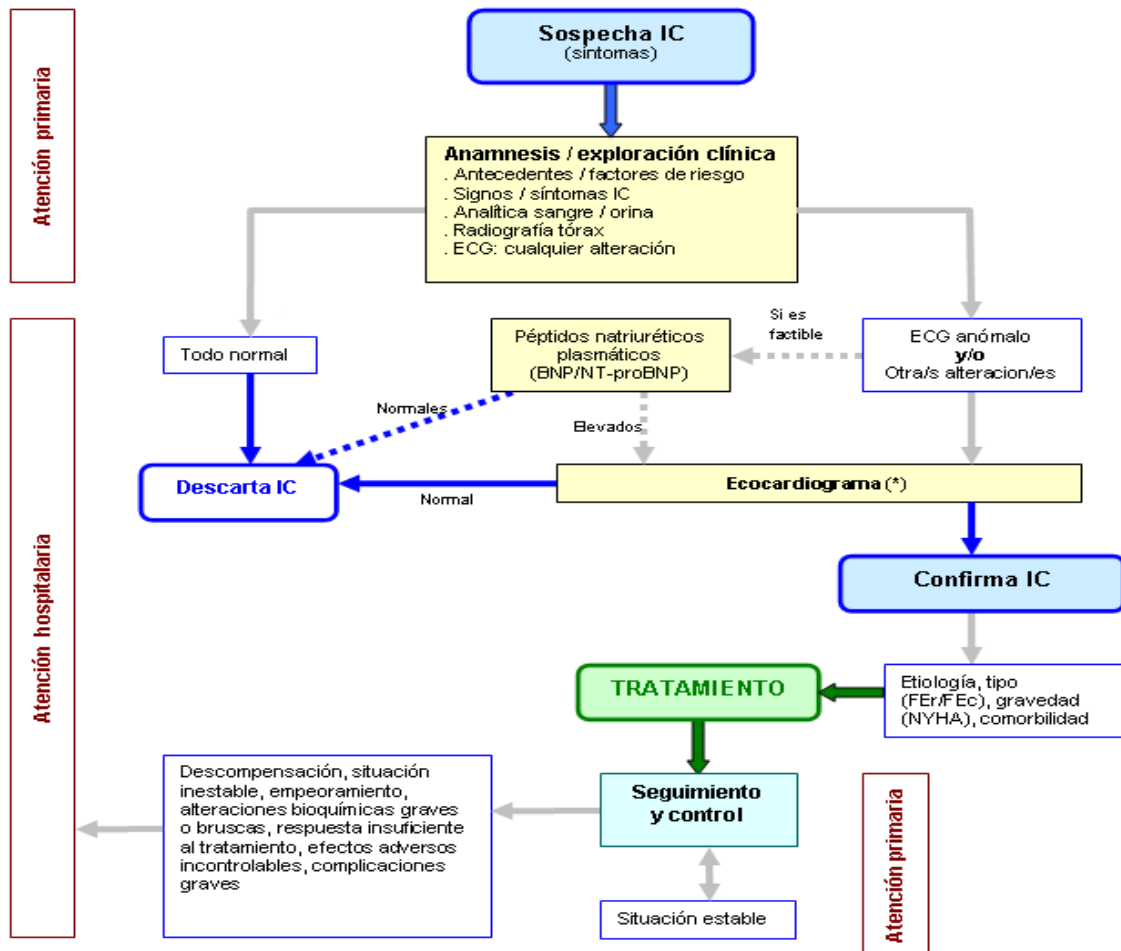 Atención primaria
Sospecha IC
(síntomas)
Anamnesis / exploración clínica
. Antecedentes / factores de riesgo
. Signos / síntomas IC
. Analítica sangre / orina
. Radiografía tórax
. ECG: cualquier alteración
Atención hospitalaria
Todo normal
Péptidos natriuréticos
plasmáticos
(BNP/NT-proBNP)
Si es
factible
ECG anómalo
y/o
Otra/s alteracion/es
Normales
Elevados
Descarta IC
Normal
Ecocardiograma (*)
Confirma IC
TRATAMIENTO
Etiología, tipo
(FEr/FEc), gravedad
(NYHA), comorbilidad
Descompensación, situación
inestable, empeoramiento,
alteraciones bioquímicas graves
o bruscas, respuesta insuficiente
al tratamiento, efectos adversos
incontrolables, complicaciones
graves
Seguimiento
y control
Situación estable
Atención primaria